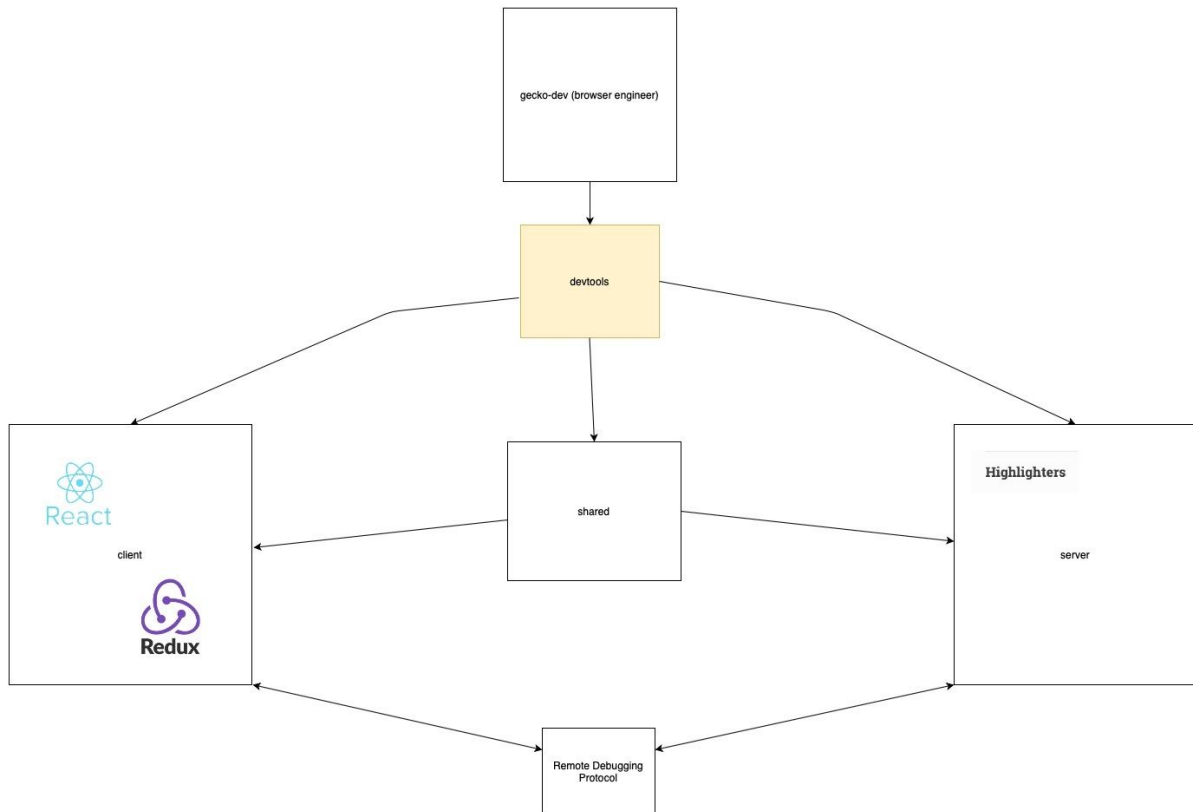 gecko-dev (browser engineer)
devtools
React
client
Redux
shared
Highlighters
server
Remote Debugging
Protocol